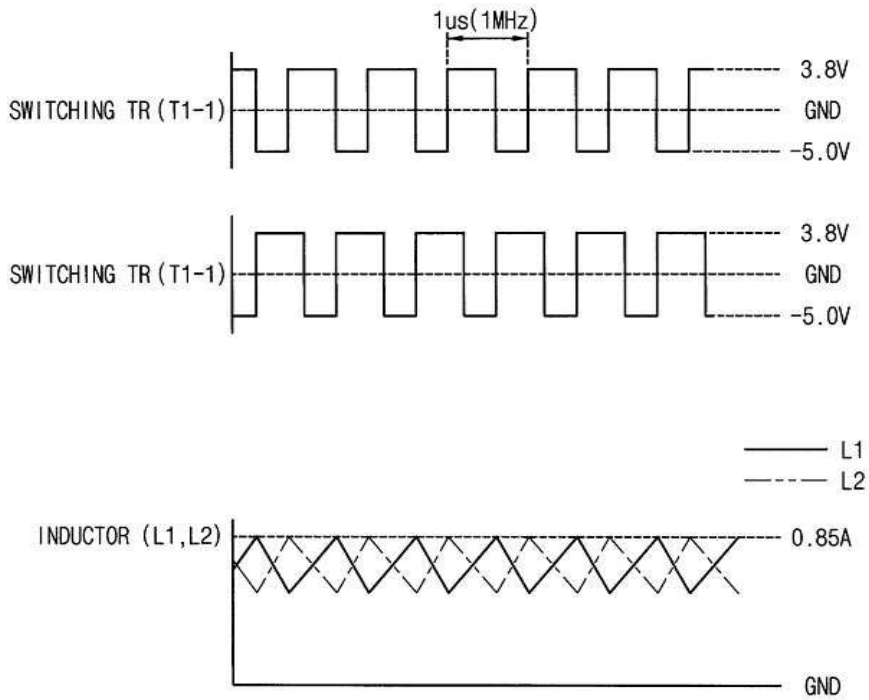 1us(1MHz)
3.8V
SWITCHING TR(T1-1)
GND
-5.0V
3.8V
SWITCHING TR(T1-1)
GND
-5.0V
L1
L2
INDUCTOR (L1,L2)
0.85A
GND